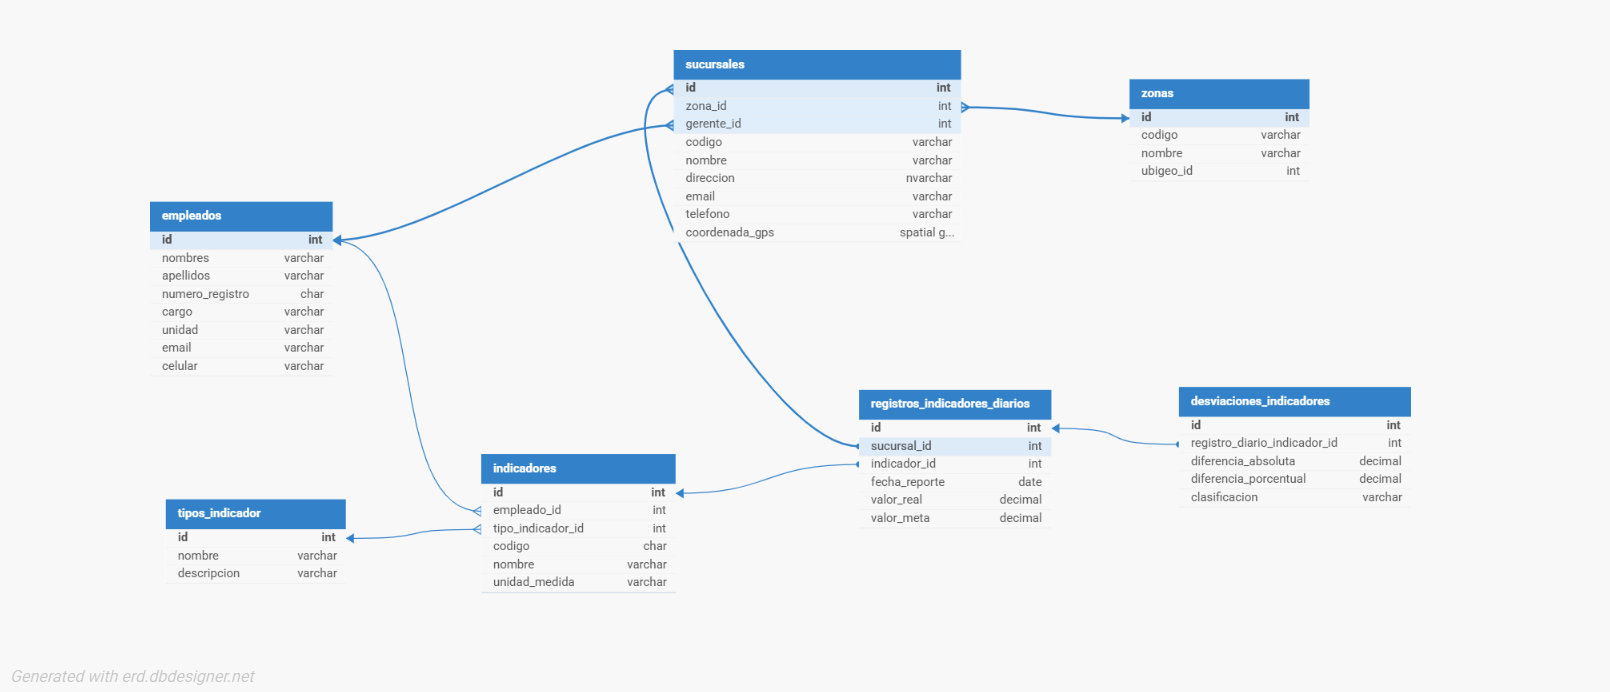 sucursales
id int
zona_id int
gerente_id int
codigo varchar
nombre varchar
direccion nvarchar
email varchar
telefono varchar
coordenada_gps spatial g...
zonas
id int
codigo varchar
nombre varchar
ubigeo_id int
empleados
id int
nombres varchar
apellidos varchar
numero_registro char
cargo varchar
unidad varchar
email varchar
celular varchar
registros_indicadores_diarios
id int
sucursal_id int
indicador_id int
fecha_reporte date
valor_real decimal
valor_meta decimal
desviaciones_indicadores
id int
registro_diario_indicador_id int
diferencia_absoluta decimal
diferencia_porcentual decimal
clasificacion varchar
indicadores
id int
empleado_id int
tipo_indicador_id int
codigo char
nombre varchar
unidad_medida varchar
tipos_indicador
id int
nombre varchar
descripcion varchar
Generated with erd.dbdesigner.net